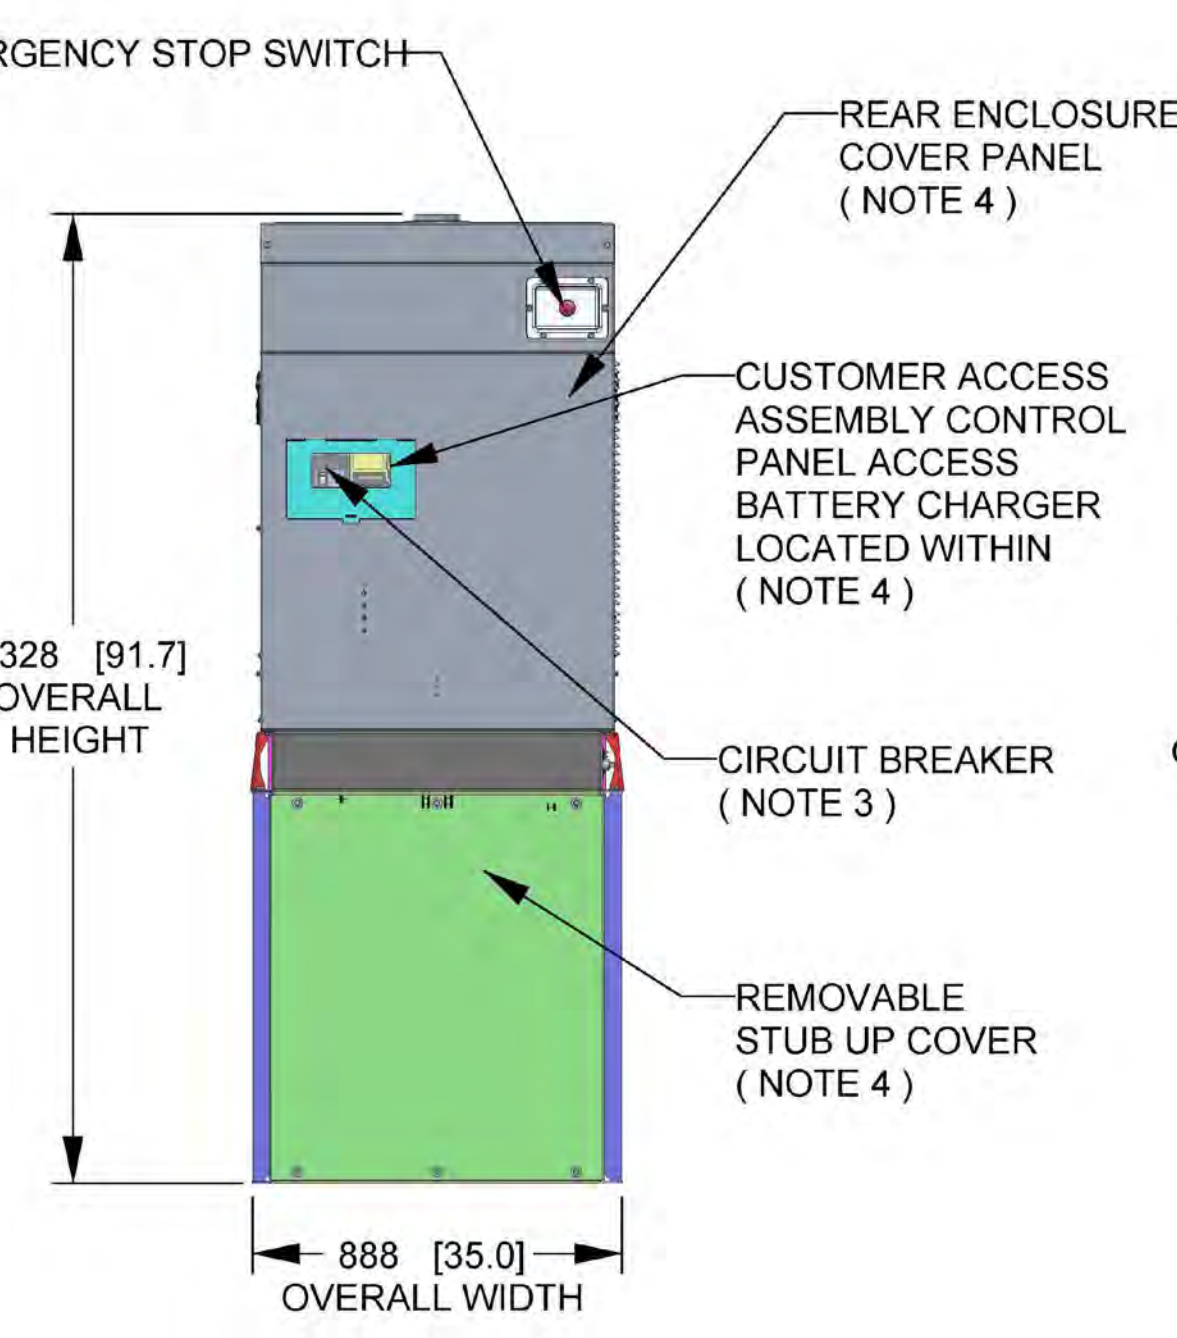 RGENCY STOP SWITCH
REAR ENCLOSURE
COVER PANEL
( NOTE 4 )
CUSTOMER ACCESS
ASSEMBLY CONTROL
PANEL ACCESS
BATTERY CHARGER
LOCATED WITHIN
( NOTE 4 )
328 [91.7]
OVERALL
HEIGHT
CIRCUIT BREAKER
( NOTE 3 )
REMOVABLE
STUB UP COVER
( NOTE 4 )
888 [35.0]
OVERALL WIDTH